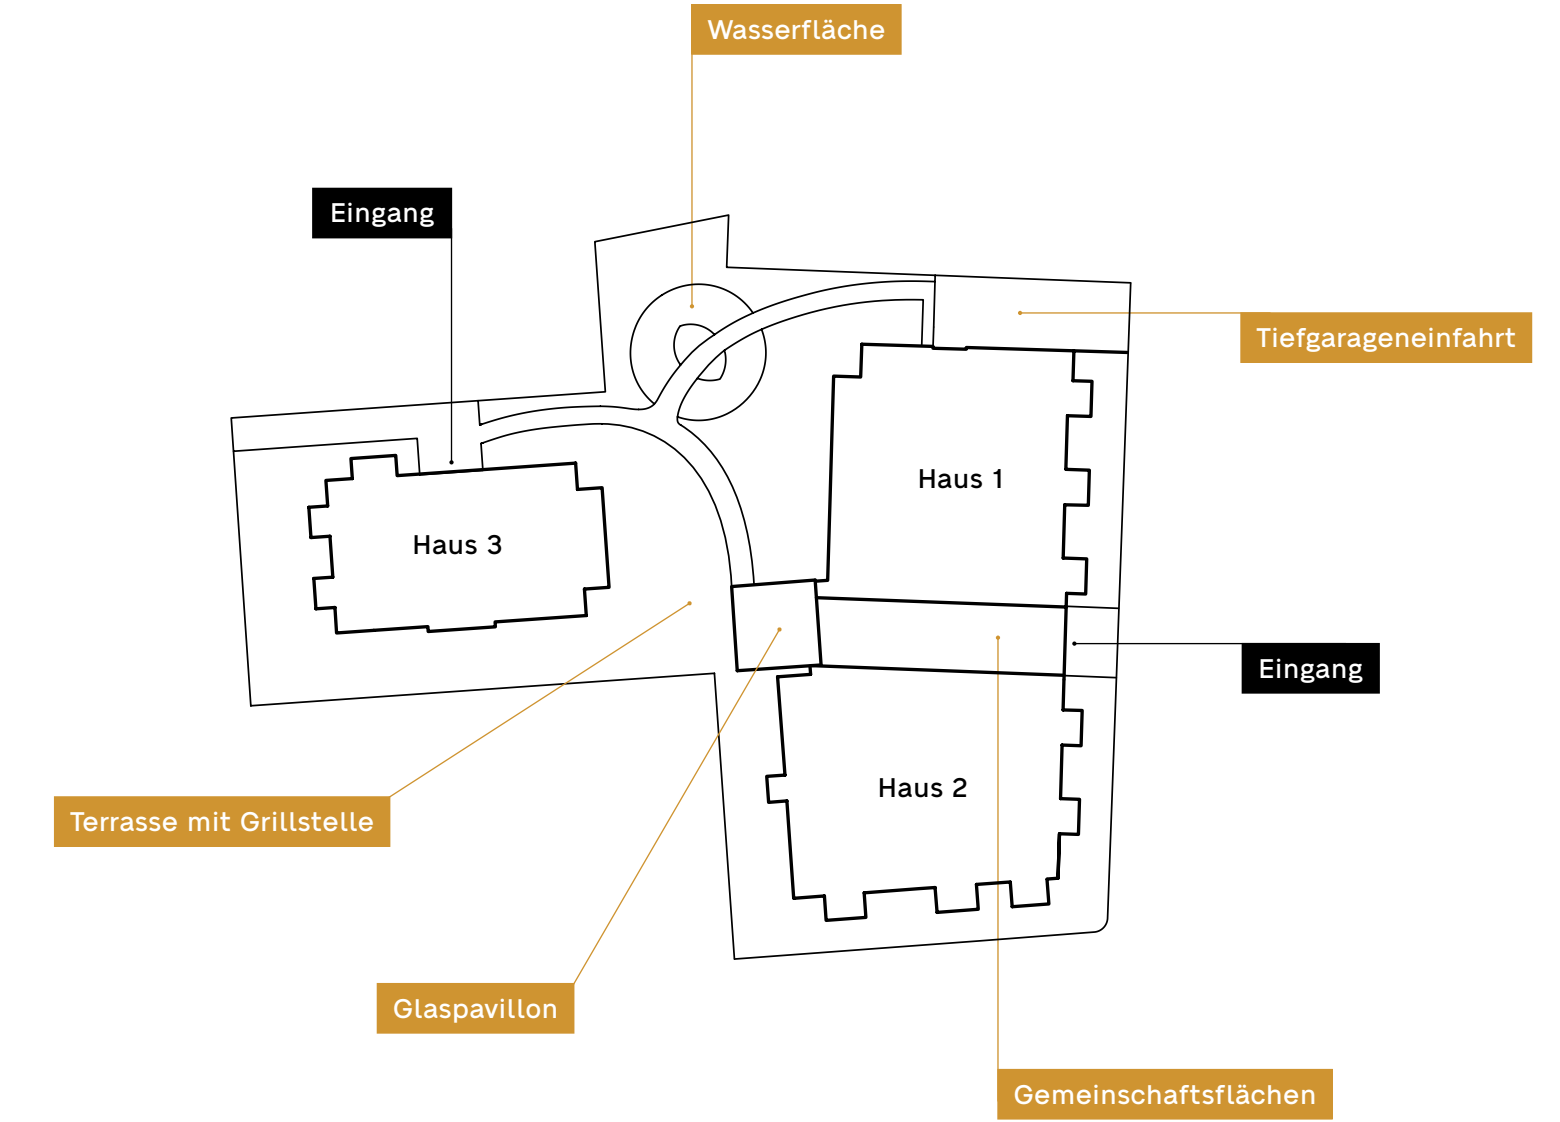 Wasserfläche
Eingang
Tiefgarageneinfahrt
Haus 1
Haus 3
Eingang
Haus 2
Terrasse mit Grillstelle
Glaspavillon
Gemeinschaftsflächen